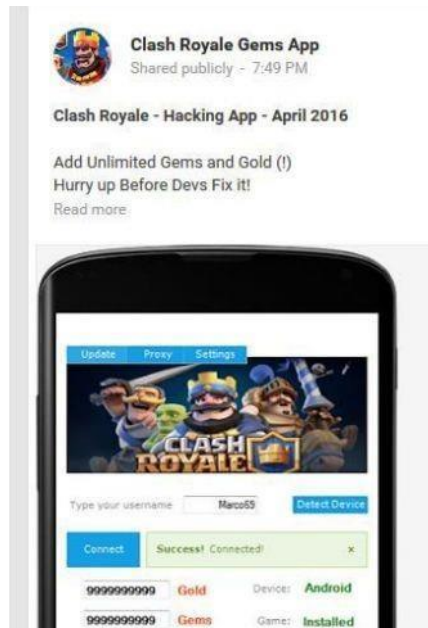 Clash Royale Gems App
Shared publicly - 7:49 PM
Clash Royale - Hacking App - April 2016
Add Unlimited Gems and Gold (!)
Hurry up Before Devs Fix it!
Read more
Update Proxy Settings
CLASH
ROYALE
Type your username Marco65 Detect Device
Connect Success! Connected! ×
9999999999 Gold Device: Android
9999999999 Gems Game: Installed